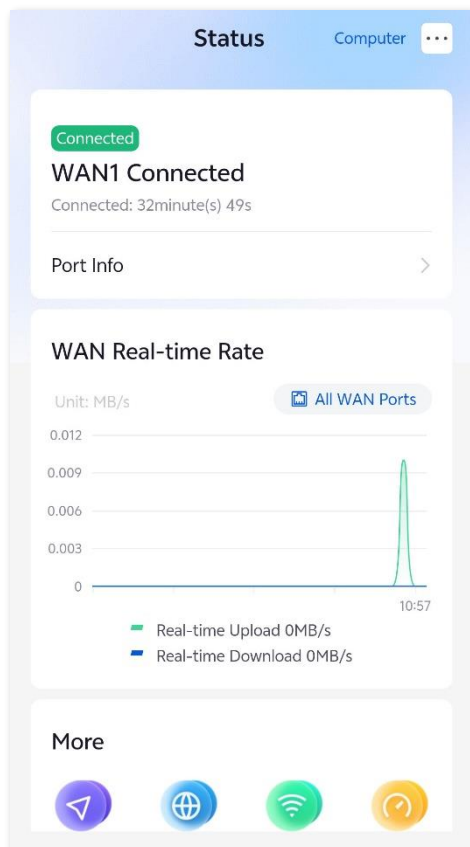 Status
Computer
Connected
WAN1 Connected
Connected: 32minute(s) 49s
Port Info
WAN Real-time Rate
Unit: MB/s
All WAN Ports
0.012
0.009
0.006
0.003
0
10:57
Real-time Upload 0MB/s
Real-time Download 0MB/s
More